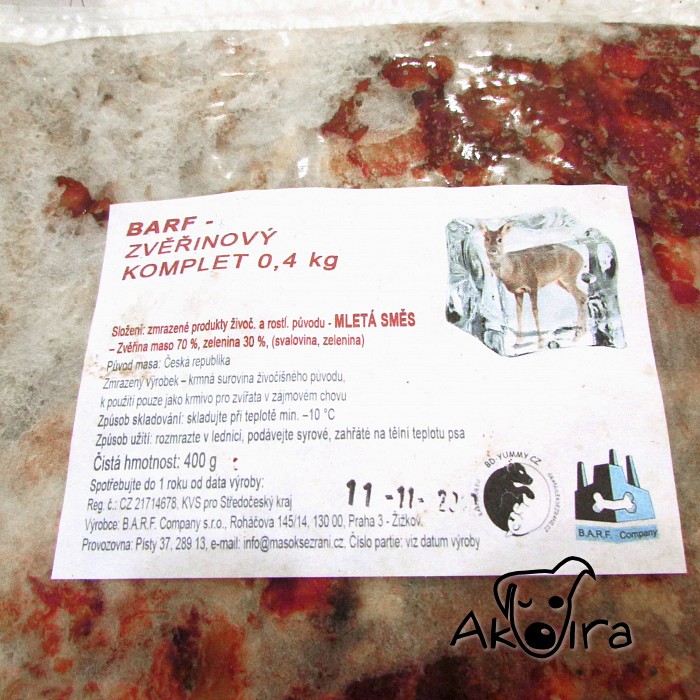 BARF -
ZVĚŘINOVÝ
KOMPLET 0,4 kg
Složení: zmrazené produkty živoč. a rostl. původu - MLETÁ SMĚS
– Zvěřina maso 70 %, zelenina 30 %, (svalovina, zelenina)
Původ masa: Česká republika
Zmrazený výrobek – krmná surovina živočišného původu,
k použití pouze jako krmivo pro zvířata v zájmovém chovu
Způsob skladování: skladujte při teplotě min. –10 °C
Způsob užití: rozmrazte v lednici, podávejte syrové, zahřáté na tělní teplotu psa
Čistá hmotnost: 400 g
Spotřebujte do 1 roku od data výroby:
11 -11-
Reg. č.: CZ 21714678, KVS pro Středočeský kraj
Výrobce: B.A.R.F. Company s.r.o., Roháčova 145/14, 130 00, Praha 3 - Žižkov.
Provozovna: Písty 37, 289 13, e-mail: info@masoksezrani.cz, Číslo partie: viz datum výroby
BD-YUMMY.CZ
B.A.R.F. Company
Akoira